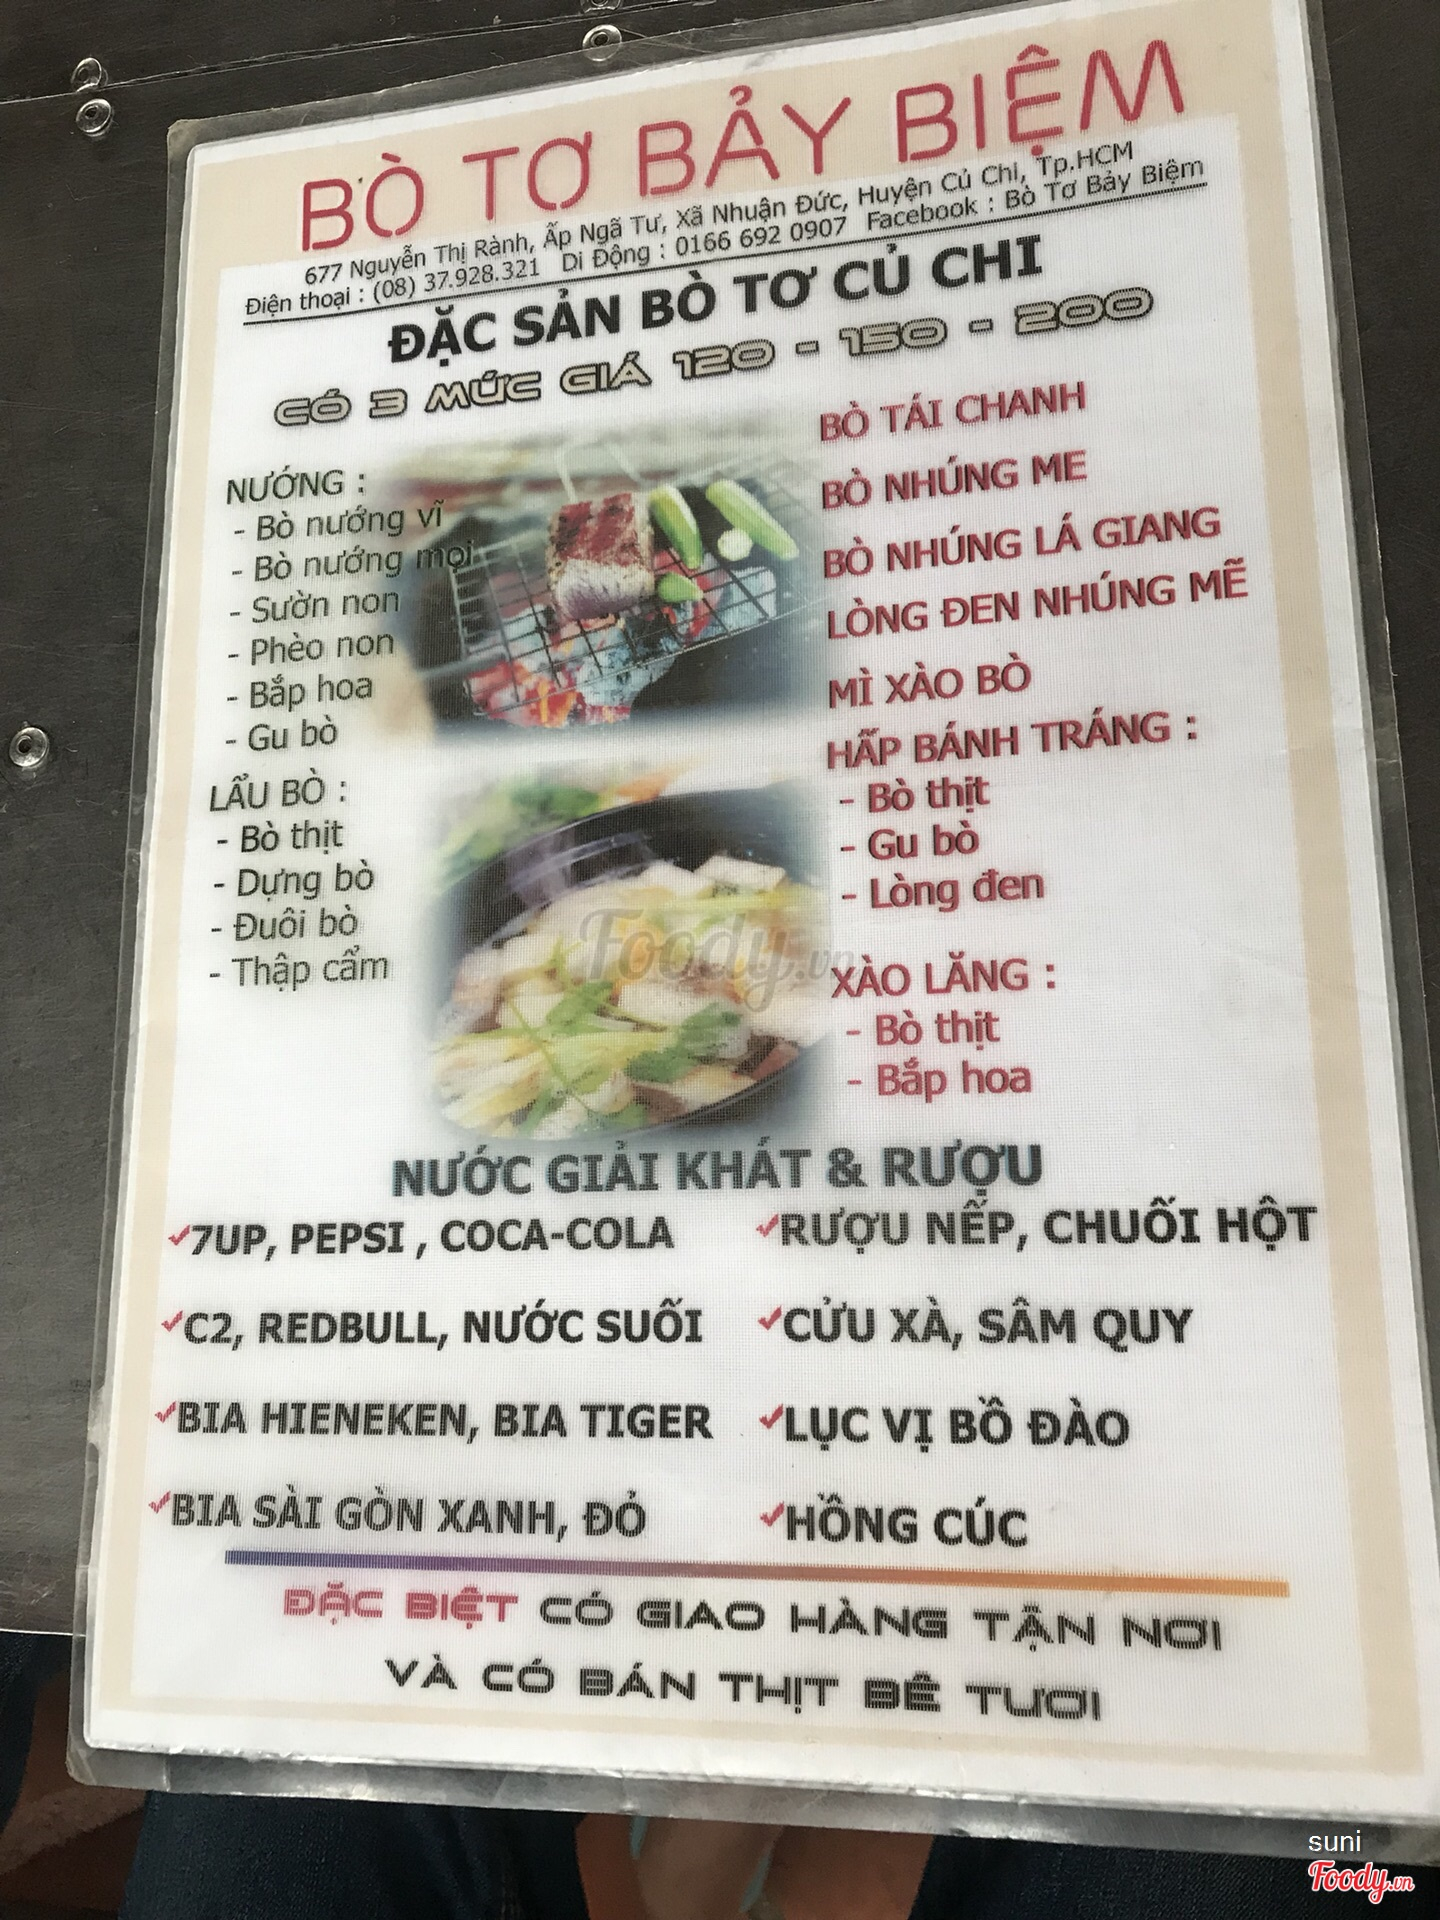 BÒ TƠ BẢY BIỆM
677 Nguyễn Thị Rành, Ấp Ngã Tư, Xã Nhuận Đức, Huyện Củ Chi, Tp.HCM
Điện thoại : (08) 37.928.321 Di Động : 0166 692 0907 Facebook : Bò Tơ Bảy Biệm
ĐẶC SẢN BÒ TƠ CỦ CHI
CÓ 3 MỨC GIÁ 120 - 150 - 200
NƯỚNG :
- Bò nướng vĩ
- Bò nướng mọi
- Sườn non
- Phèo non
- Bắp hoa
- Gu bò
LẨU BÒ :
- Bò thịt
- Dựng bò
- Đuôi bò
- Thập cẩm
BÒ TÁI CHANH
BÒ NHÚNG ME
BÒ NHÚNG LÁ GIANG
LÒNG ĐEN NHÚNG MẼ
MÌ XÀO BÒ
HẤP BÁNH TRÁNG :
- Bò thịt
- Gu bò
- Lòng đen
XÀO LĂNG :
- Bò thịt
- Bắp hoa
Foody.vn
NƯỚC GIẢI KHÁT & RƯỢU
7UP, PEPSI , COCA-COLA
C2, REDBULL, NƯỚC SUỐI
BIA HIENEKEN, BIA TIGER
BIA SÀI GÒN XANH, ĐỎ
RƯỢU NẾP, CHUỐI HỘT
CỬU XÀ, SÂM QUY
LỤC VỊ BỒ ĐÀO
HỒNG CÚC
ĐẶC BIỆT CÓ GIAO HÀNG TẬN NƠI
VÀ CÓ BÁN THỊT BÊ TƯƠI
suni
Foody.vn